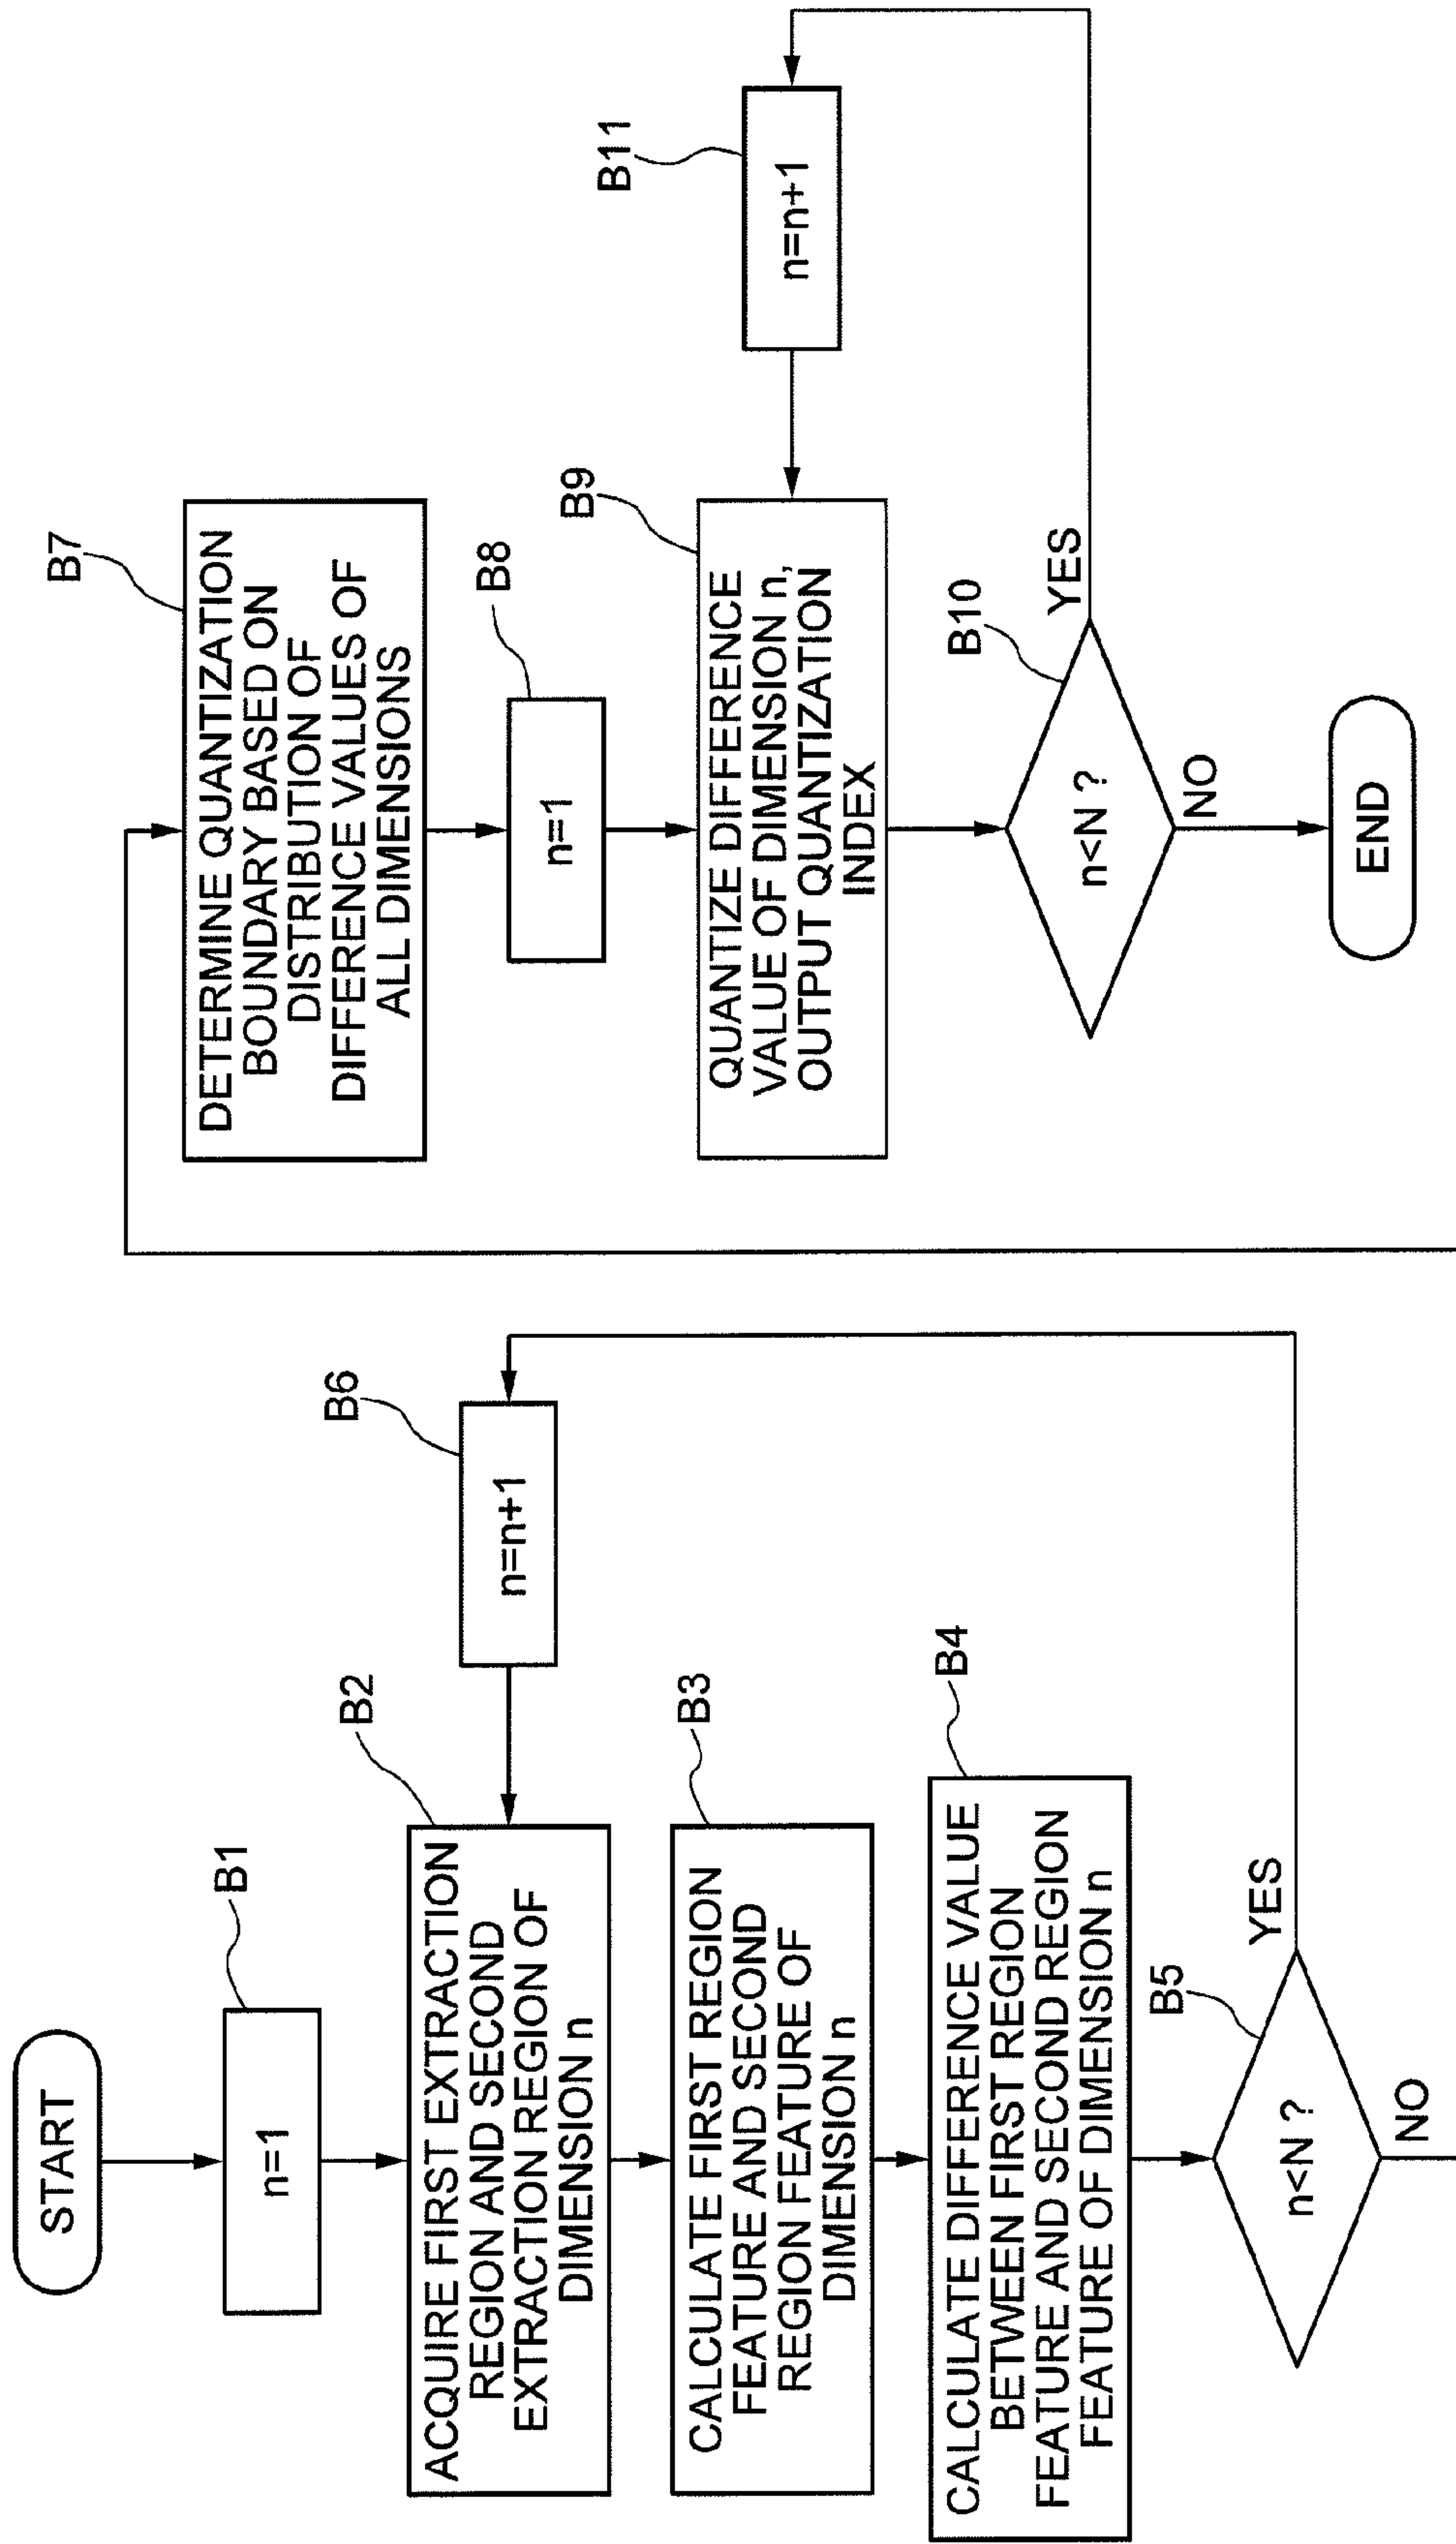 START
B1
n=1
B2
ACQUIRE FIRST EXTRACTION
REGION AND SECOND
EXTRACTION REGION OF
DIMENSION n
B6
n=n+1
B3
CALCULATE FIRST REGION
FEATURE AND SECOND
REGION FEATURE OF
DIMENSION n
B4
CALCULATE DIFFERENCE VALUE
BETWEEN FIRST REGION
FEATURE AND SECOND REGION
FEATURE OF DIMENSION n
B5
n<N ?
YES
NO
B7
DETERMINE QUANTIZATION
BOUNDARY BASED ON
DISTRIBUTION OF
DIFFERENCE VALUES OF
ALL DIMENSIONS
B8
n=1
B9
QUANTIZE DIFFERENCE
VALUE OF DIMENSION n,
OUTPUT QUANTIZATION
INDEX
B11
n=n+1
B10
n<N ?
YES
NO
END